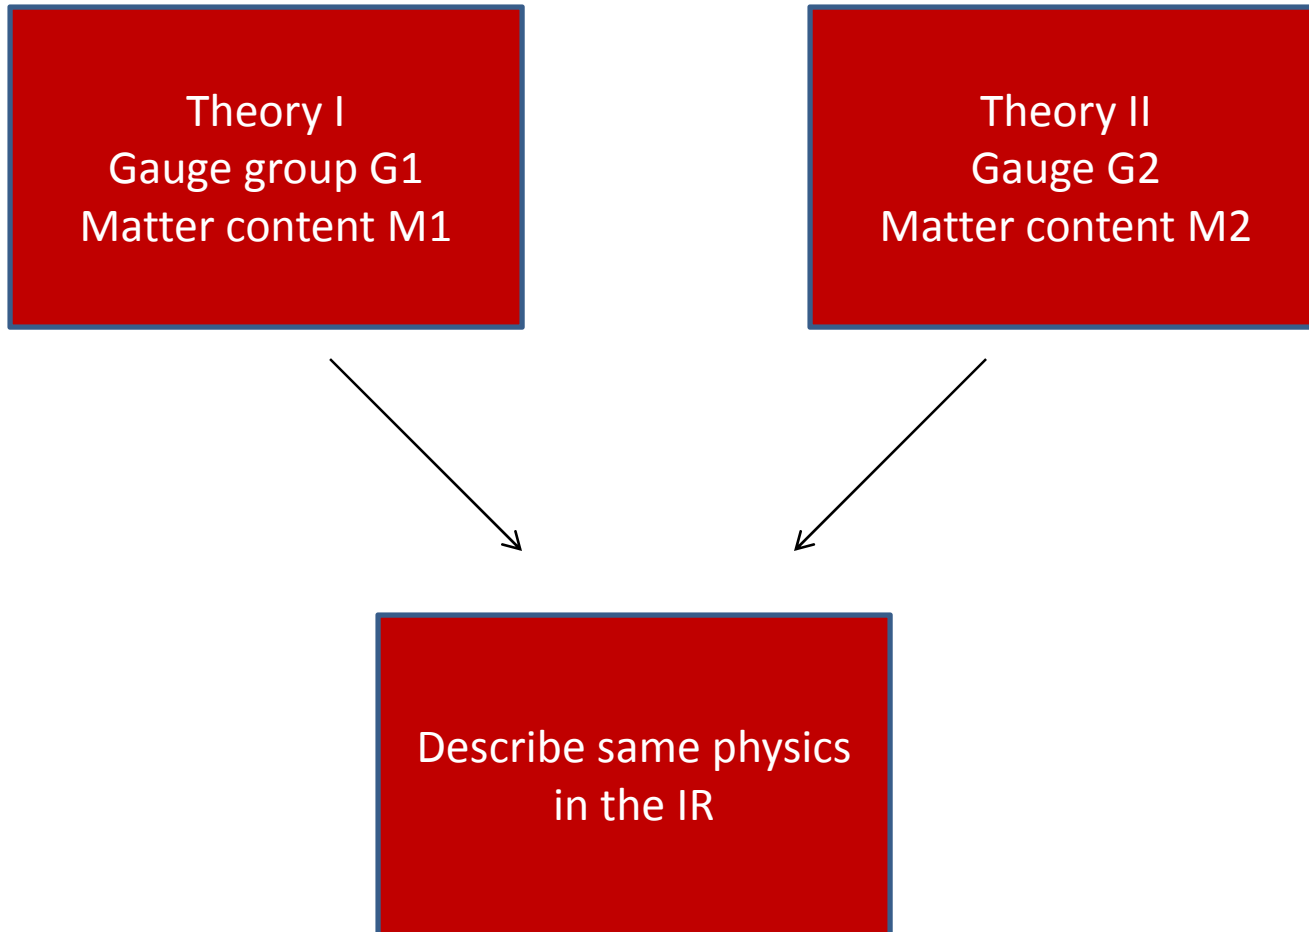 Theory I
Gauge group G1
Matter content M1
Theory II
Gauge G2
Matter content M2
Describe same physics
in the IR